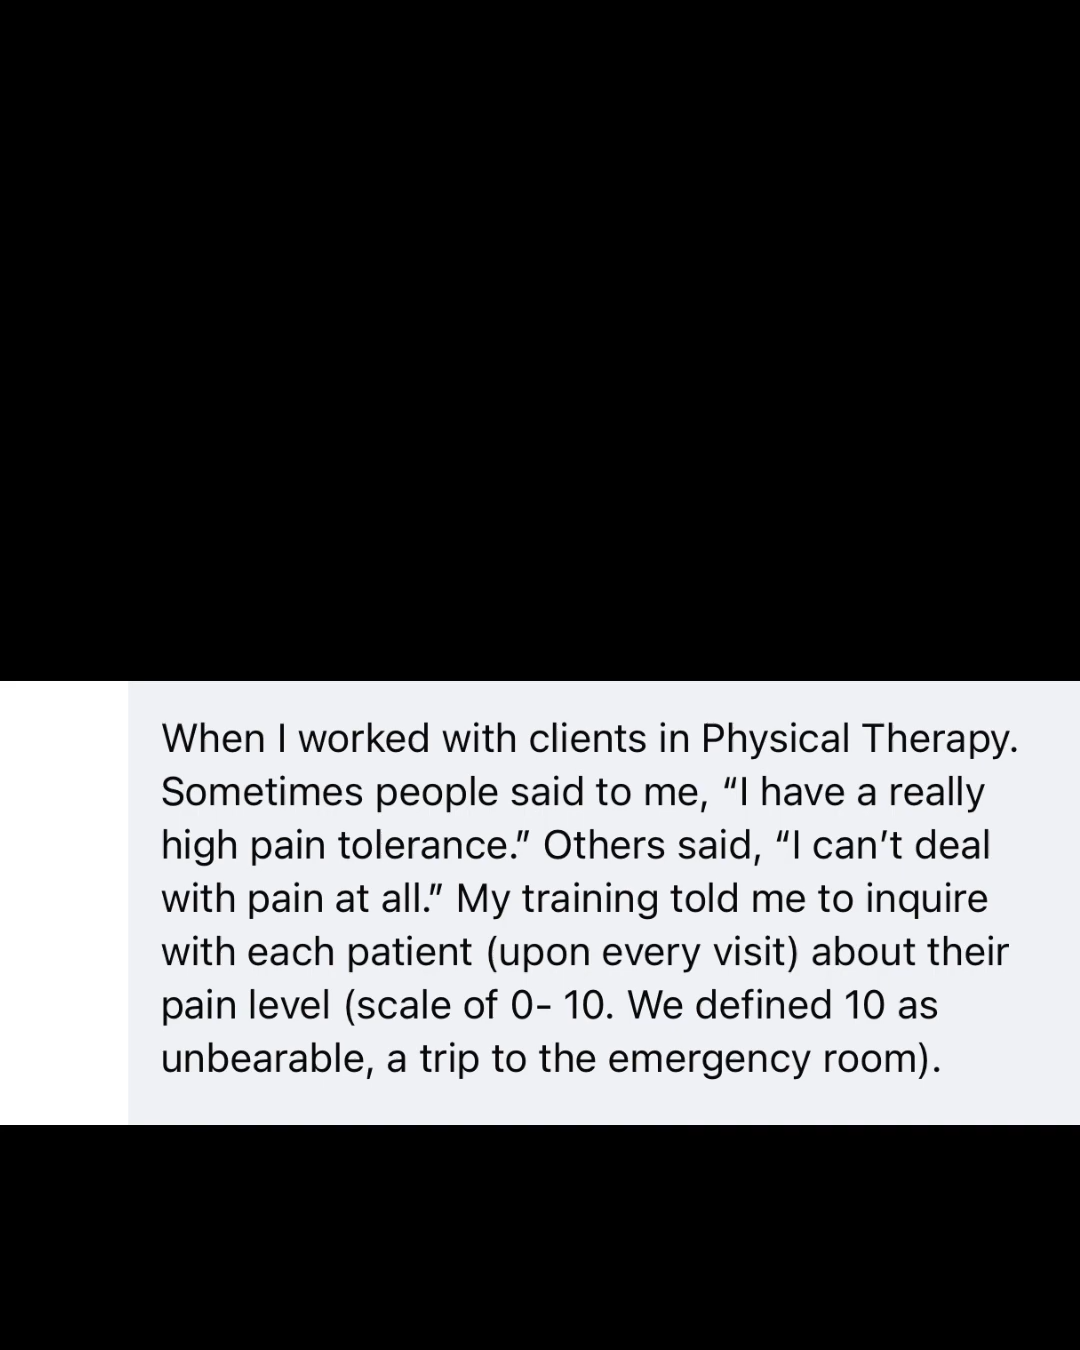 When I worked with clients in Physical Therapy.
Sometimes people said to me, “I have a really
high pain tolerance.” Others said, “I can’t deal
with pain at all.” My training told me to inquire
with each patient (upon every visit) about their
pain level (scale of 0- 10. We defined 10 as
unbearable, a trip to the emergency room).